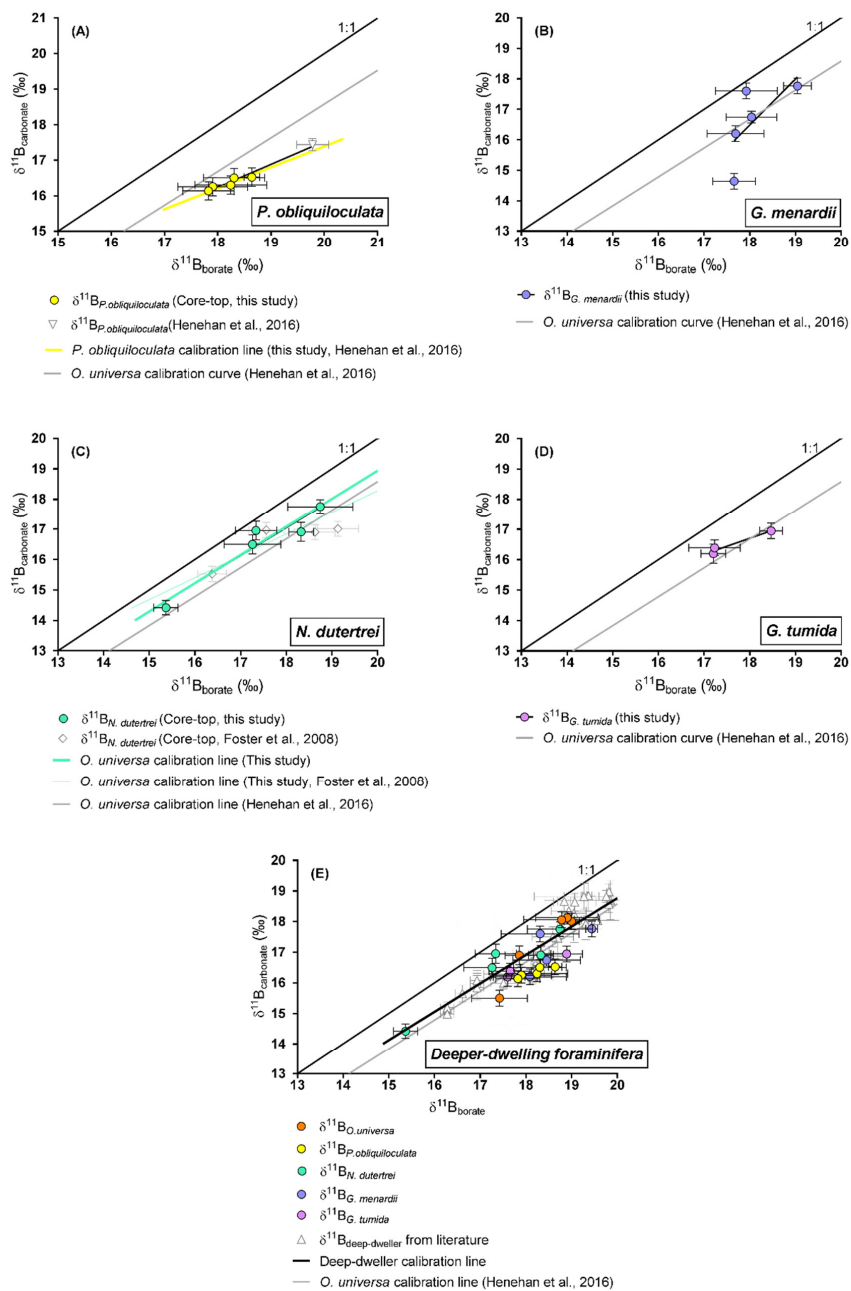 (A)
1:1
21
20
19
18
17
16
15
δ¹¹Bcarbonate (‰)
15 16 17 18 19 20 21
δ¹¹Bborate (‰)
P. obliquiloculata
δ¹¹BP.obliquiloculata (Core-top, this study)
δ¹¹BP.obliquiloculata(Henehan et al., 2016)
P. obliquiloculata calibration line (this study, Henehan et al., 2016)
O. universa calibration curve (Henehan et al., 2016)
(B)
1:1
20
19
18
17
16
15
14
13
δ¹¹Bcarbonate (‰)
13 14 15 16 17 18 19 20
δ¹¹Bborate (‰)
G. menardii
δ¹¹BG. menardii (this study)
O. universa calibration curve (Henehan et al., 2016)
(C)
1:1
20
19
18
17
16
15
14
13
δ¹¹Bcarbonate (‰)
13 14 15 16 17 18 19 20
δ¹¹Bborate (‰)
N. dutertrei
δ¹¹BN. dutertrei (Core-top, this study)
δ¹¹BN. dutertrei (Core-top, Foster et al., 2008)
O. universa calibration line (This study)
O. universa calibration line (This study, Foster et al., 2008)
O. universa calibration line (Henehan et al., 2016)
(D)
1:1
20
19
18
17
16
15
14
13
δ¹¹Bcarbonate (‰)
13 14 15 16 17 18 19 20
δ¹¹Bborate (‰)
G. tumida
δ¹¹BG. tumida (this study)
O. universa calibration curve (Henehan et al., 2016)
(E)
1:1
20
19
18
17
16
15
14
13
δ¹¹Bcarbonate (‰)
13 14 15 16 17 18 19 20
δ¹¹Bborate
Deeper-dwelling foraminifera
δ¹¹BO.universa
δ¹¹BP.obliquiloculata
δ¹¹BN. dutertrei
δ¹¹BG. menardii
δ¹¹BG. tumida
δ¹¹Bdeep-dweller from literature
Deep-dweller calibration line
O. universa calibration line (Henehan et al., 2016)